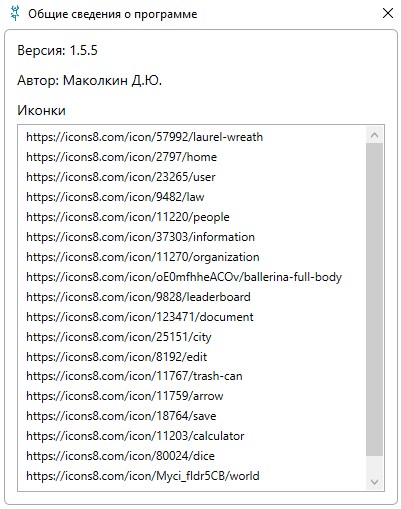 Общие сведения о программе
Версия: 1.5.5
Автор: Маколкин Д.Ю.
Иконки
https://icons8.com/icon/57992/laurel-wreath
https://icons8.com/icon/2797/home
https://icons8.com/icon/23265/user
https://icons8.com/icon/9482/law
https://icons8.com/icon/11220/people
https://icons8.com/icon/37303/information
https://icons8.com/icon/11270/organization
https://icons8.com/icon/oE0mfhheACOv/ballerina-full-body
https://icons8.com/icon/9828/leaderboard
https://icons8.com/icon/123471/document
https://icons8.com/icon/25151/city
https://icons8.com/icon/8192/edit
https://icons8.com/icon/11767/trash-can
https://icons8.com/icon/11759/arrow
https://icons8.com/icon/18764/save
https://icons8.com/icon/11203/calculator
https://icons8.com/icon/80024/dice
https://icons8.com/icon/Myci_fldr5CB/world